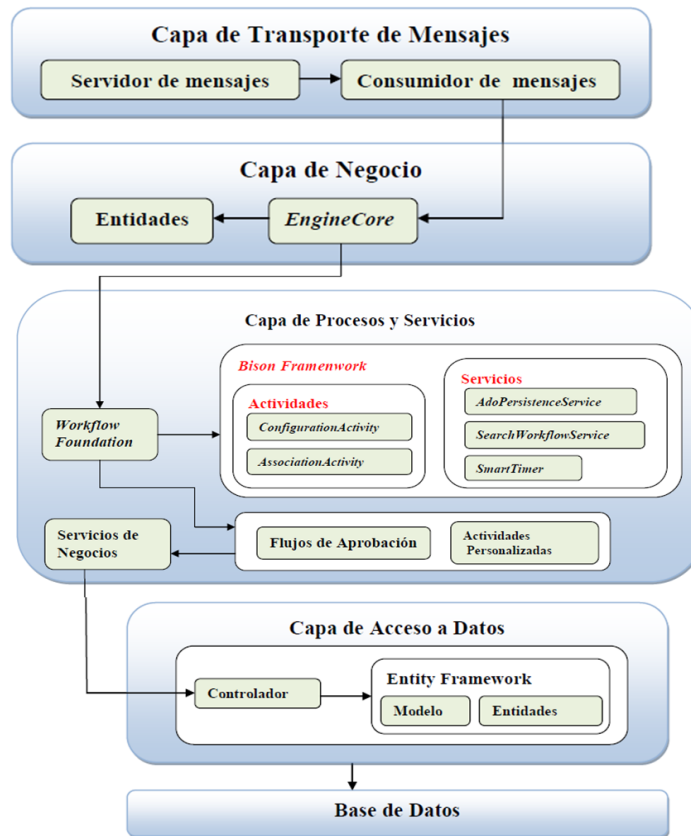 Capa de Transporte de Mensajes
Servidor de mensajes
Consumidor de mensajes
Capa de Negocio
Entidades
EngineCore
Capa de Procesos y Servicios
Bison Framenwork
Servicios
Actividades
AdoPersistenceService
Workflow
Foundation
ConfigurationActivity
SearchWorkflowService
AssociationActivity
SmartTimer
Servicios de
Negocios
Flujos de Aprobación
Actividades
Personalizadas
Capa de Acceso a Datos
Controlador
Entity Framework
Modelo
Entidades
Base de Datos